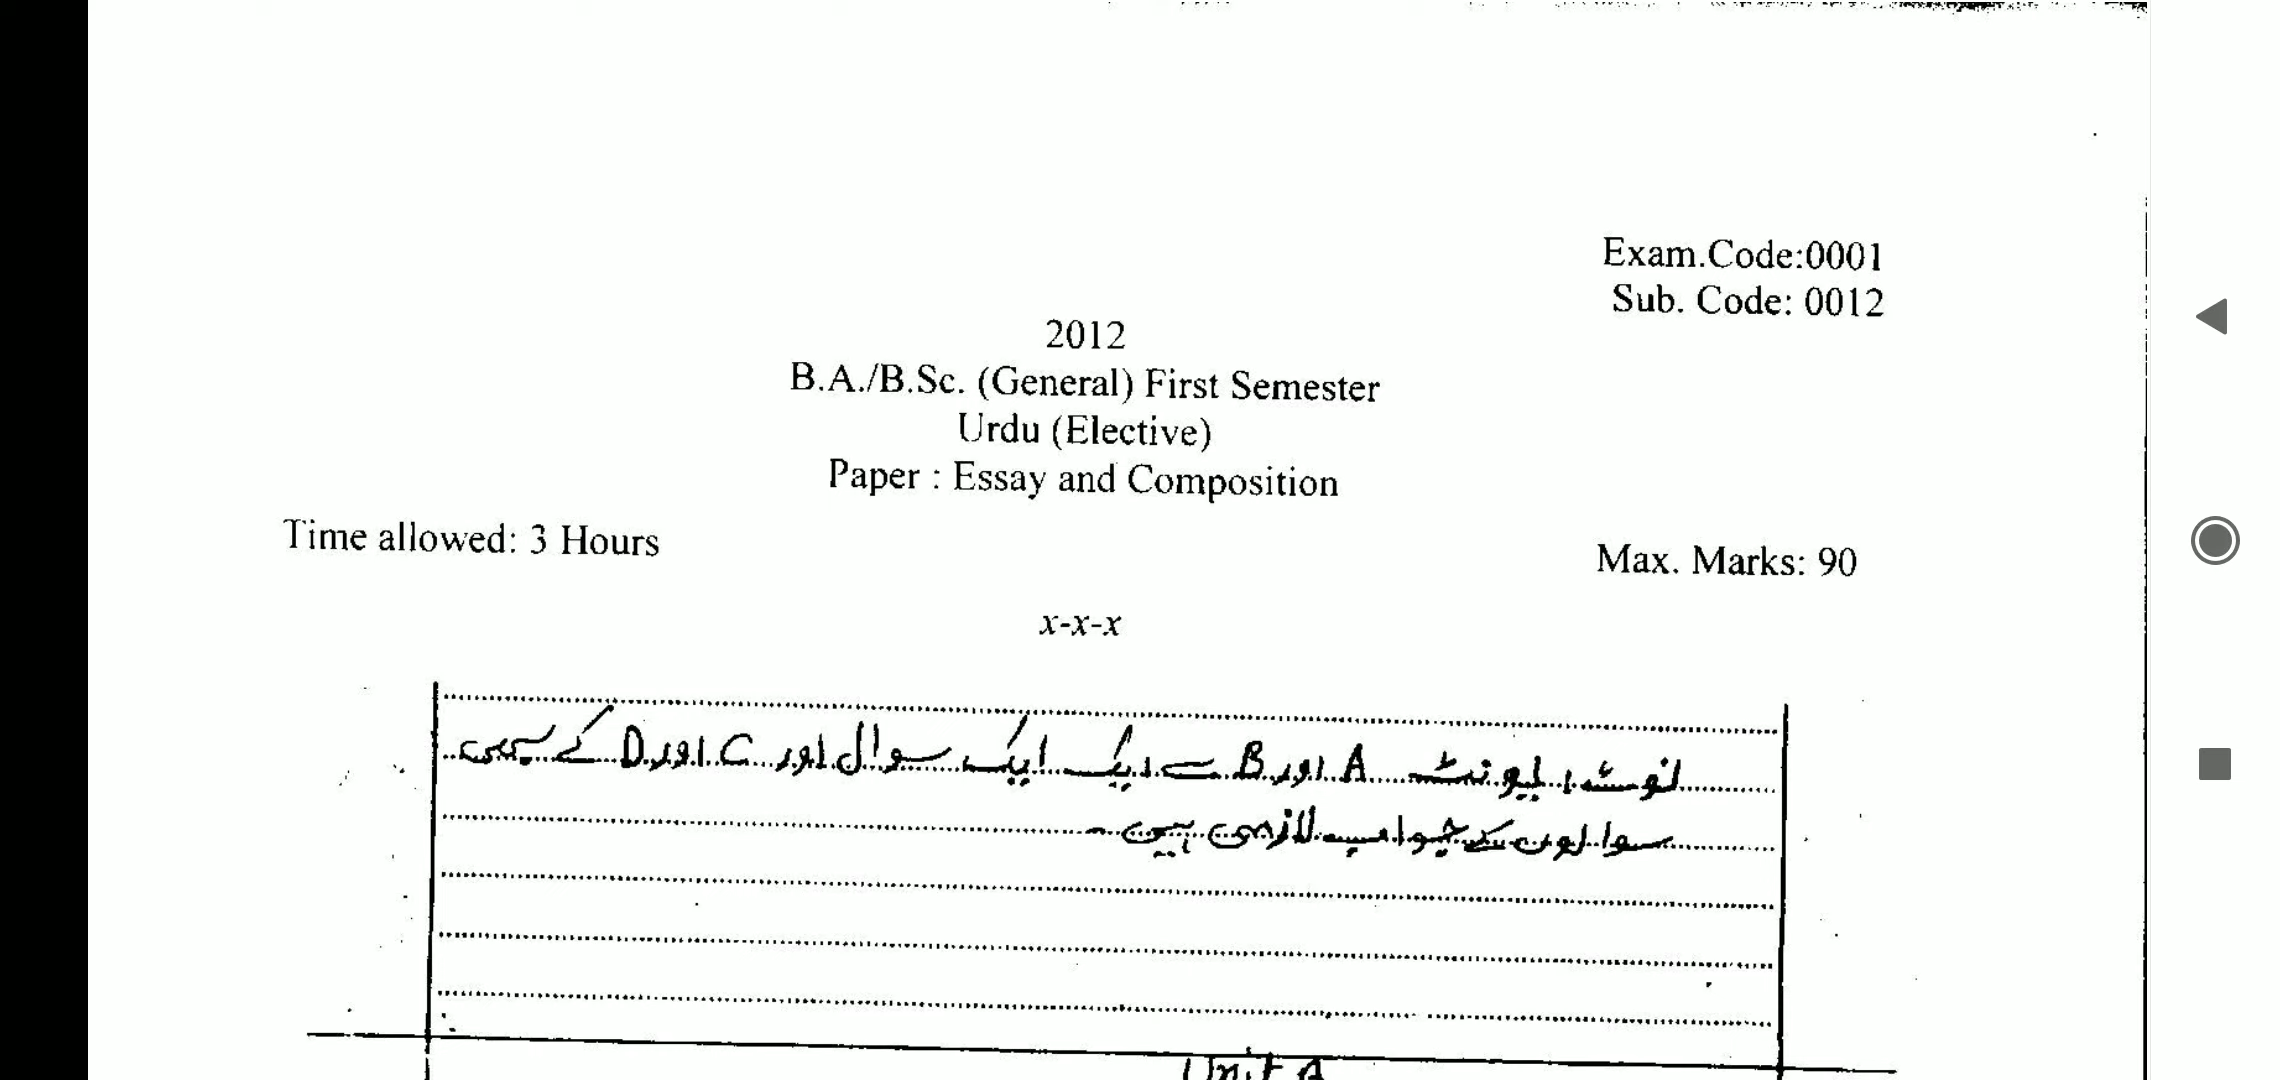 Exam.Code:0001
Sub. Code: 0012
2012
B.A./B.Sc. (General) First Semester
Urdu (Elective)
Paper : Essay and Composition
Time allowed: 3 Hours
Max. Marks: 90
x-x-x
نوٹ، یونٹ A اور B سے ایک ایک سوال اور C اور D کے سبھی
سوالوں کے جواب لازمی ہیں۔
Unit A